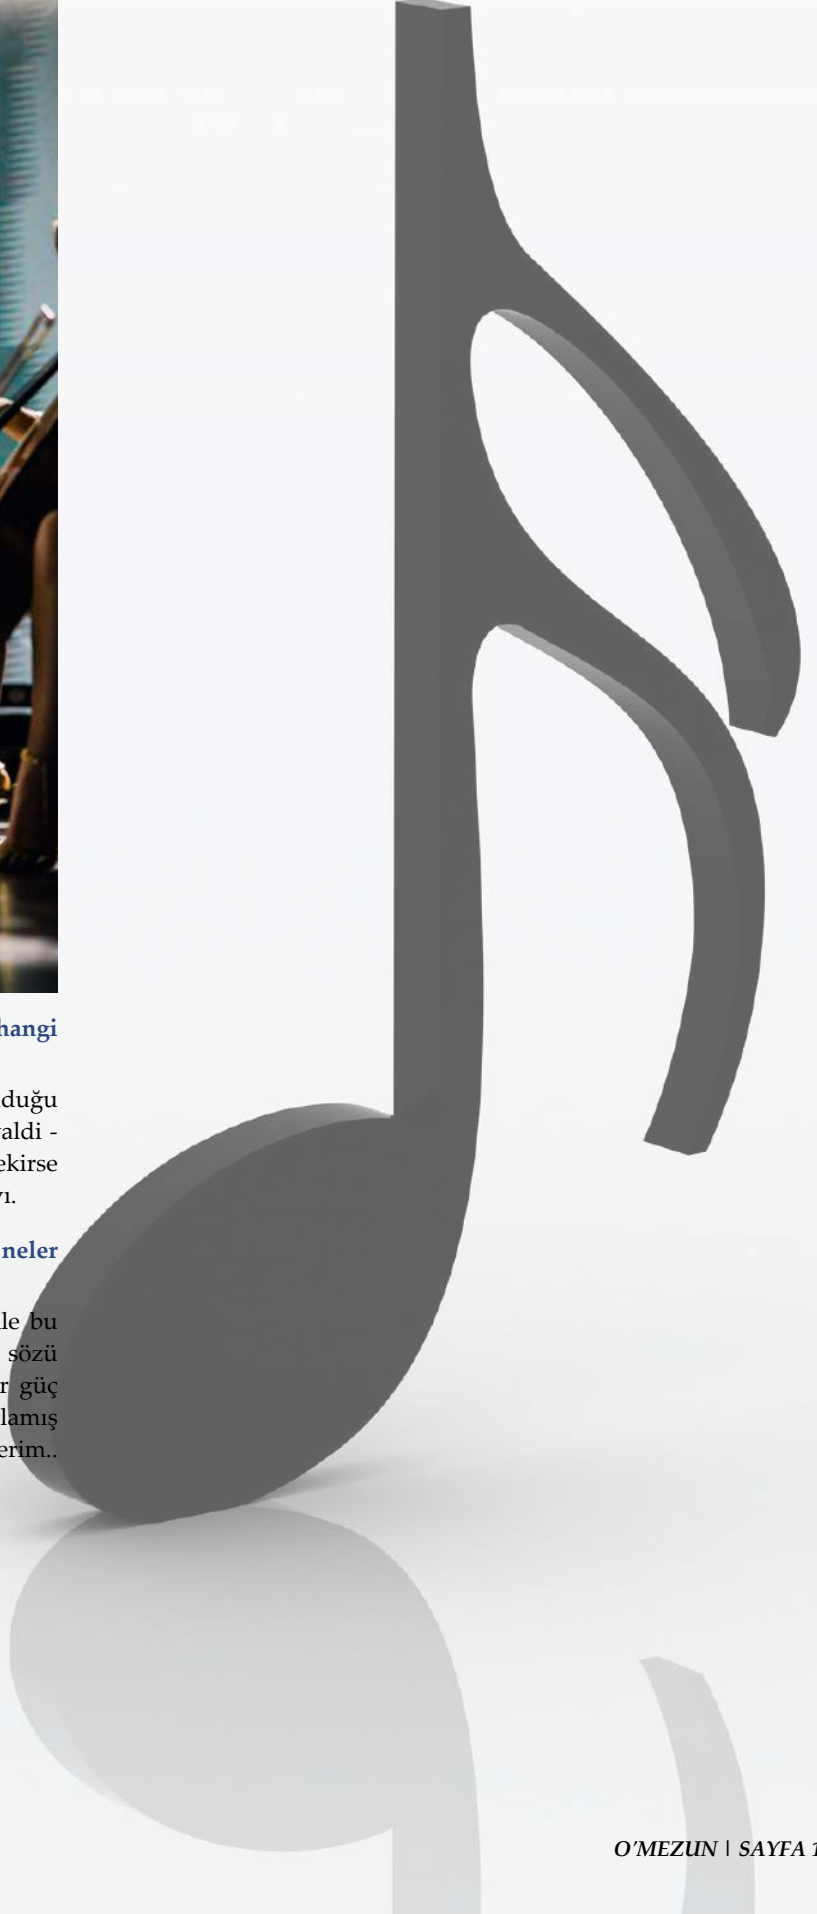 hangi
duğu
aldi -
ekirse
yı.
neler
le bu
sözü
r güç
lamış
erim..
O’MEZUN | SAYFA 1